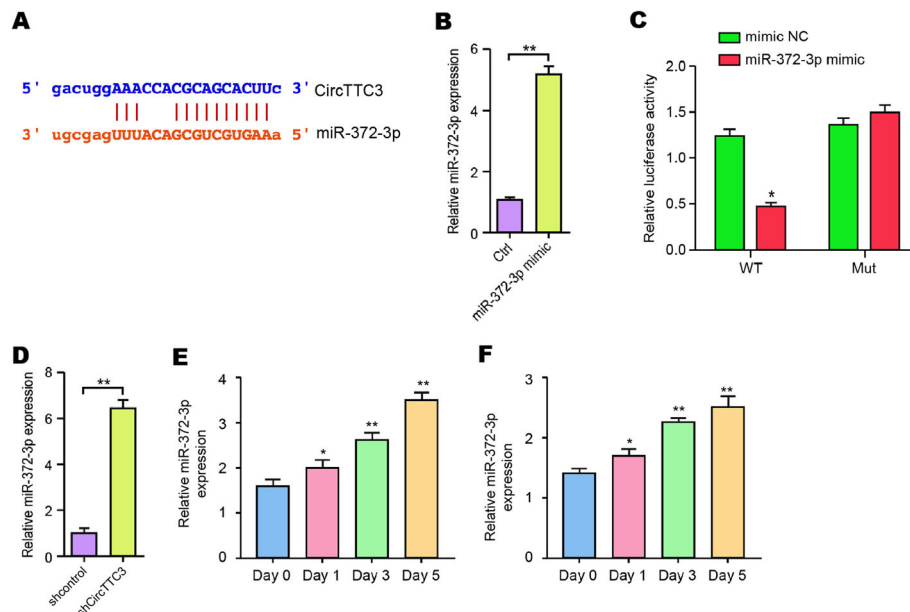 A
5' gacuggAAACCACGCAGCACUUc 3' CircTTC3
3' ugcgagUUUACAGCGUCGUGAAa 5' miR-372-3p
B
Relative miR-372-3p expression
6
4
2
0
**
Ctrl
miR-372-3p mimic
C
mimic NC
miR-372-3p mimic
Relative luciferase activity
2.0
1.5
1.0
0.5
0.0
*
WT
Mut
D
Relative miR-372-3p expression
8
6
4
2
0
**
shcontrol
shCircTTC3
E
Relative miR-372-3p
expression
4
3
2
1
0
*
**
**
Day 0 Day 1 Day 3 Day 5
F
Relative miR-372-3p
expression
3
2
1
0
*
**
**
Day 0 Day 1 Day 3 Day 5